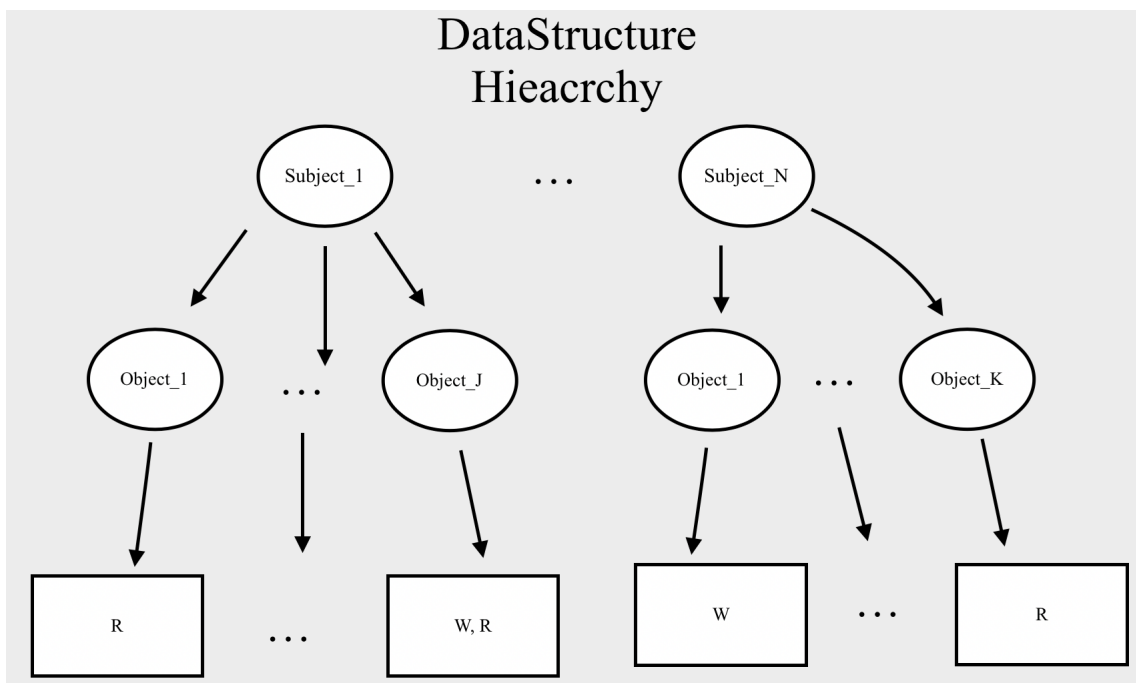 DataStructure
Hieacrchy
Subject_1
...
Subject_N
Object_1
...
Object_J
Object_1
...
Object_K
R
...
W, R
W
...
R